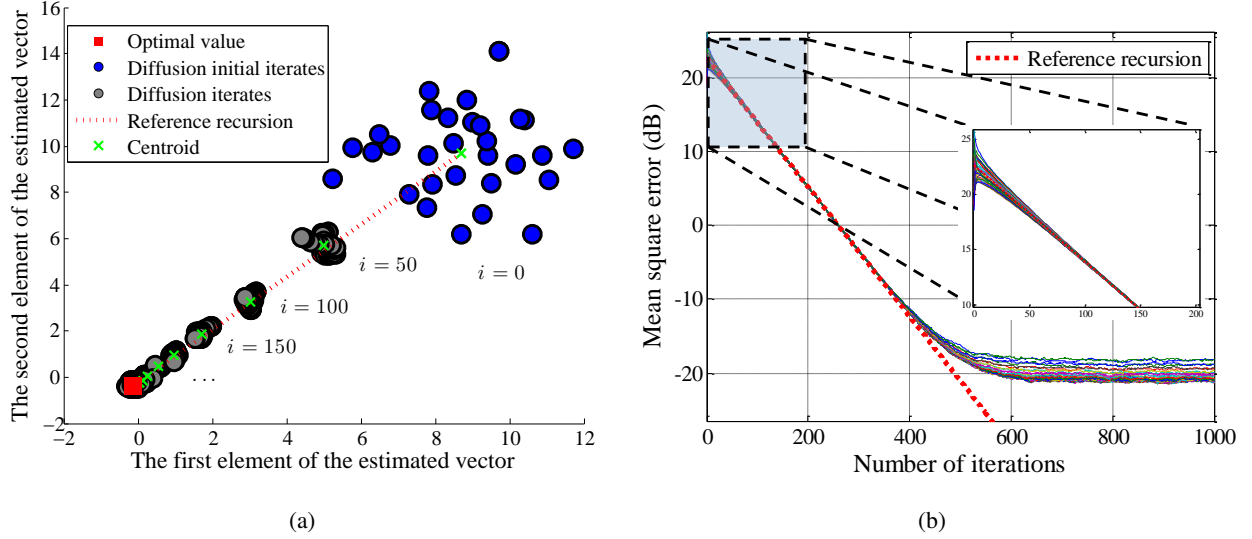 16
14
12
10
8
6
4
2
0
−2
−2
0
2
4
6
8
10
12
The second element of the estimated vector
The first element of the estimated vector
Optimal value
Diffusion initial iterates
Diffusion iterates
Reference recursion
Centroid
i = 0
i = 50
i = 100
i = 150
...
(a)
20
10
0
−10
−20
0
200
400
600
800
1000
Mean square error (dB)
Number of iterations
Reference recursion
25
20
15
10
0
50
100
150
200
(b)